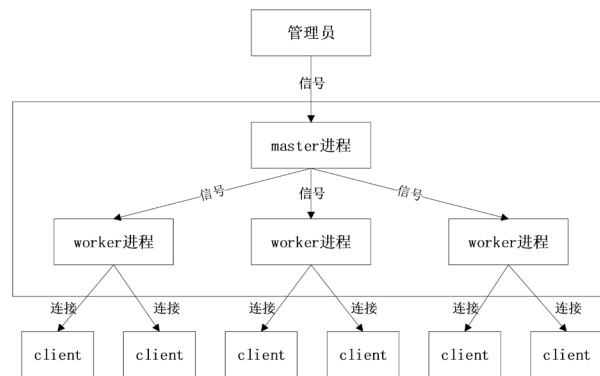 管理员
信号
master进程
信号 信号 信号
worker进程 worker进程 worker进程
连接 连接 连接 连接 连接 连接
client client client client client client